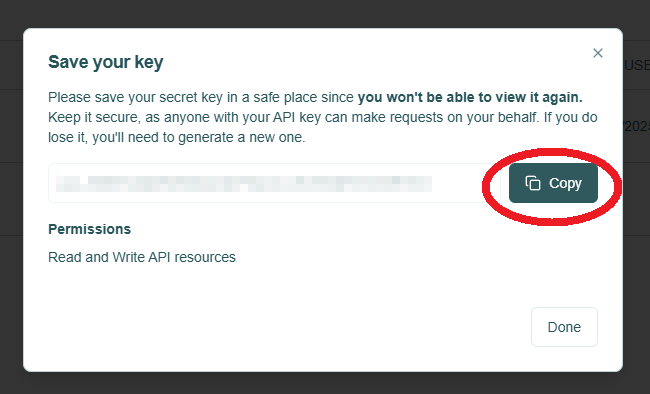 Save your key
USE
Please save your secret key in a safe place since you won't be able to view it again.
Keep it secure, as anyone with your API key can make requests on your behalf. If you do
lose it, you'll need to generate a new one.
/2025
Copy
Permissions
Read and Write API resources
Done